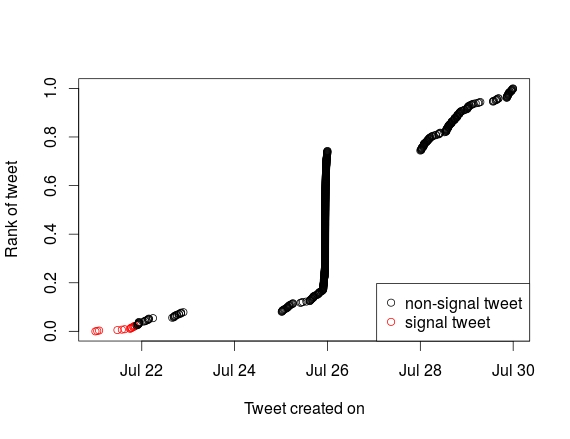 1.0
0.8
0.6
0.4
0.2
0.0
Rank of tweet
non-signal tweet
signal tweet
Jul 22 Jul 24 Jul 26 Jul 28 Jul 30
Tweet created on